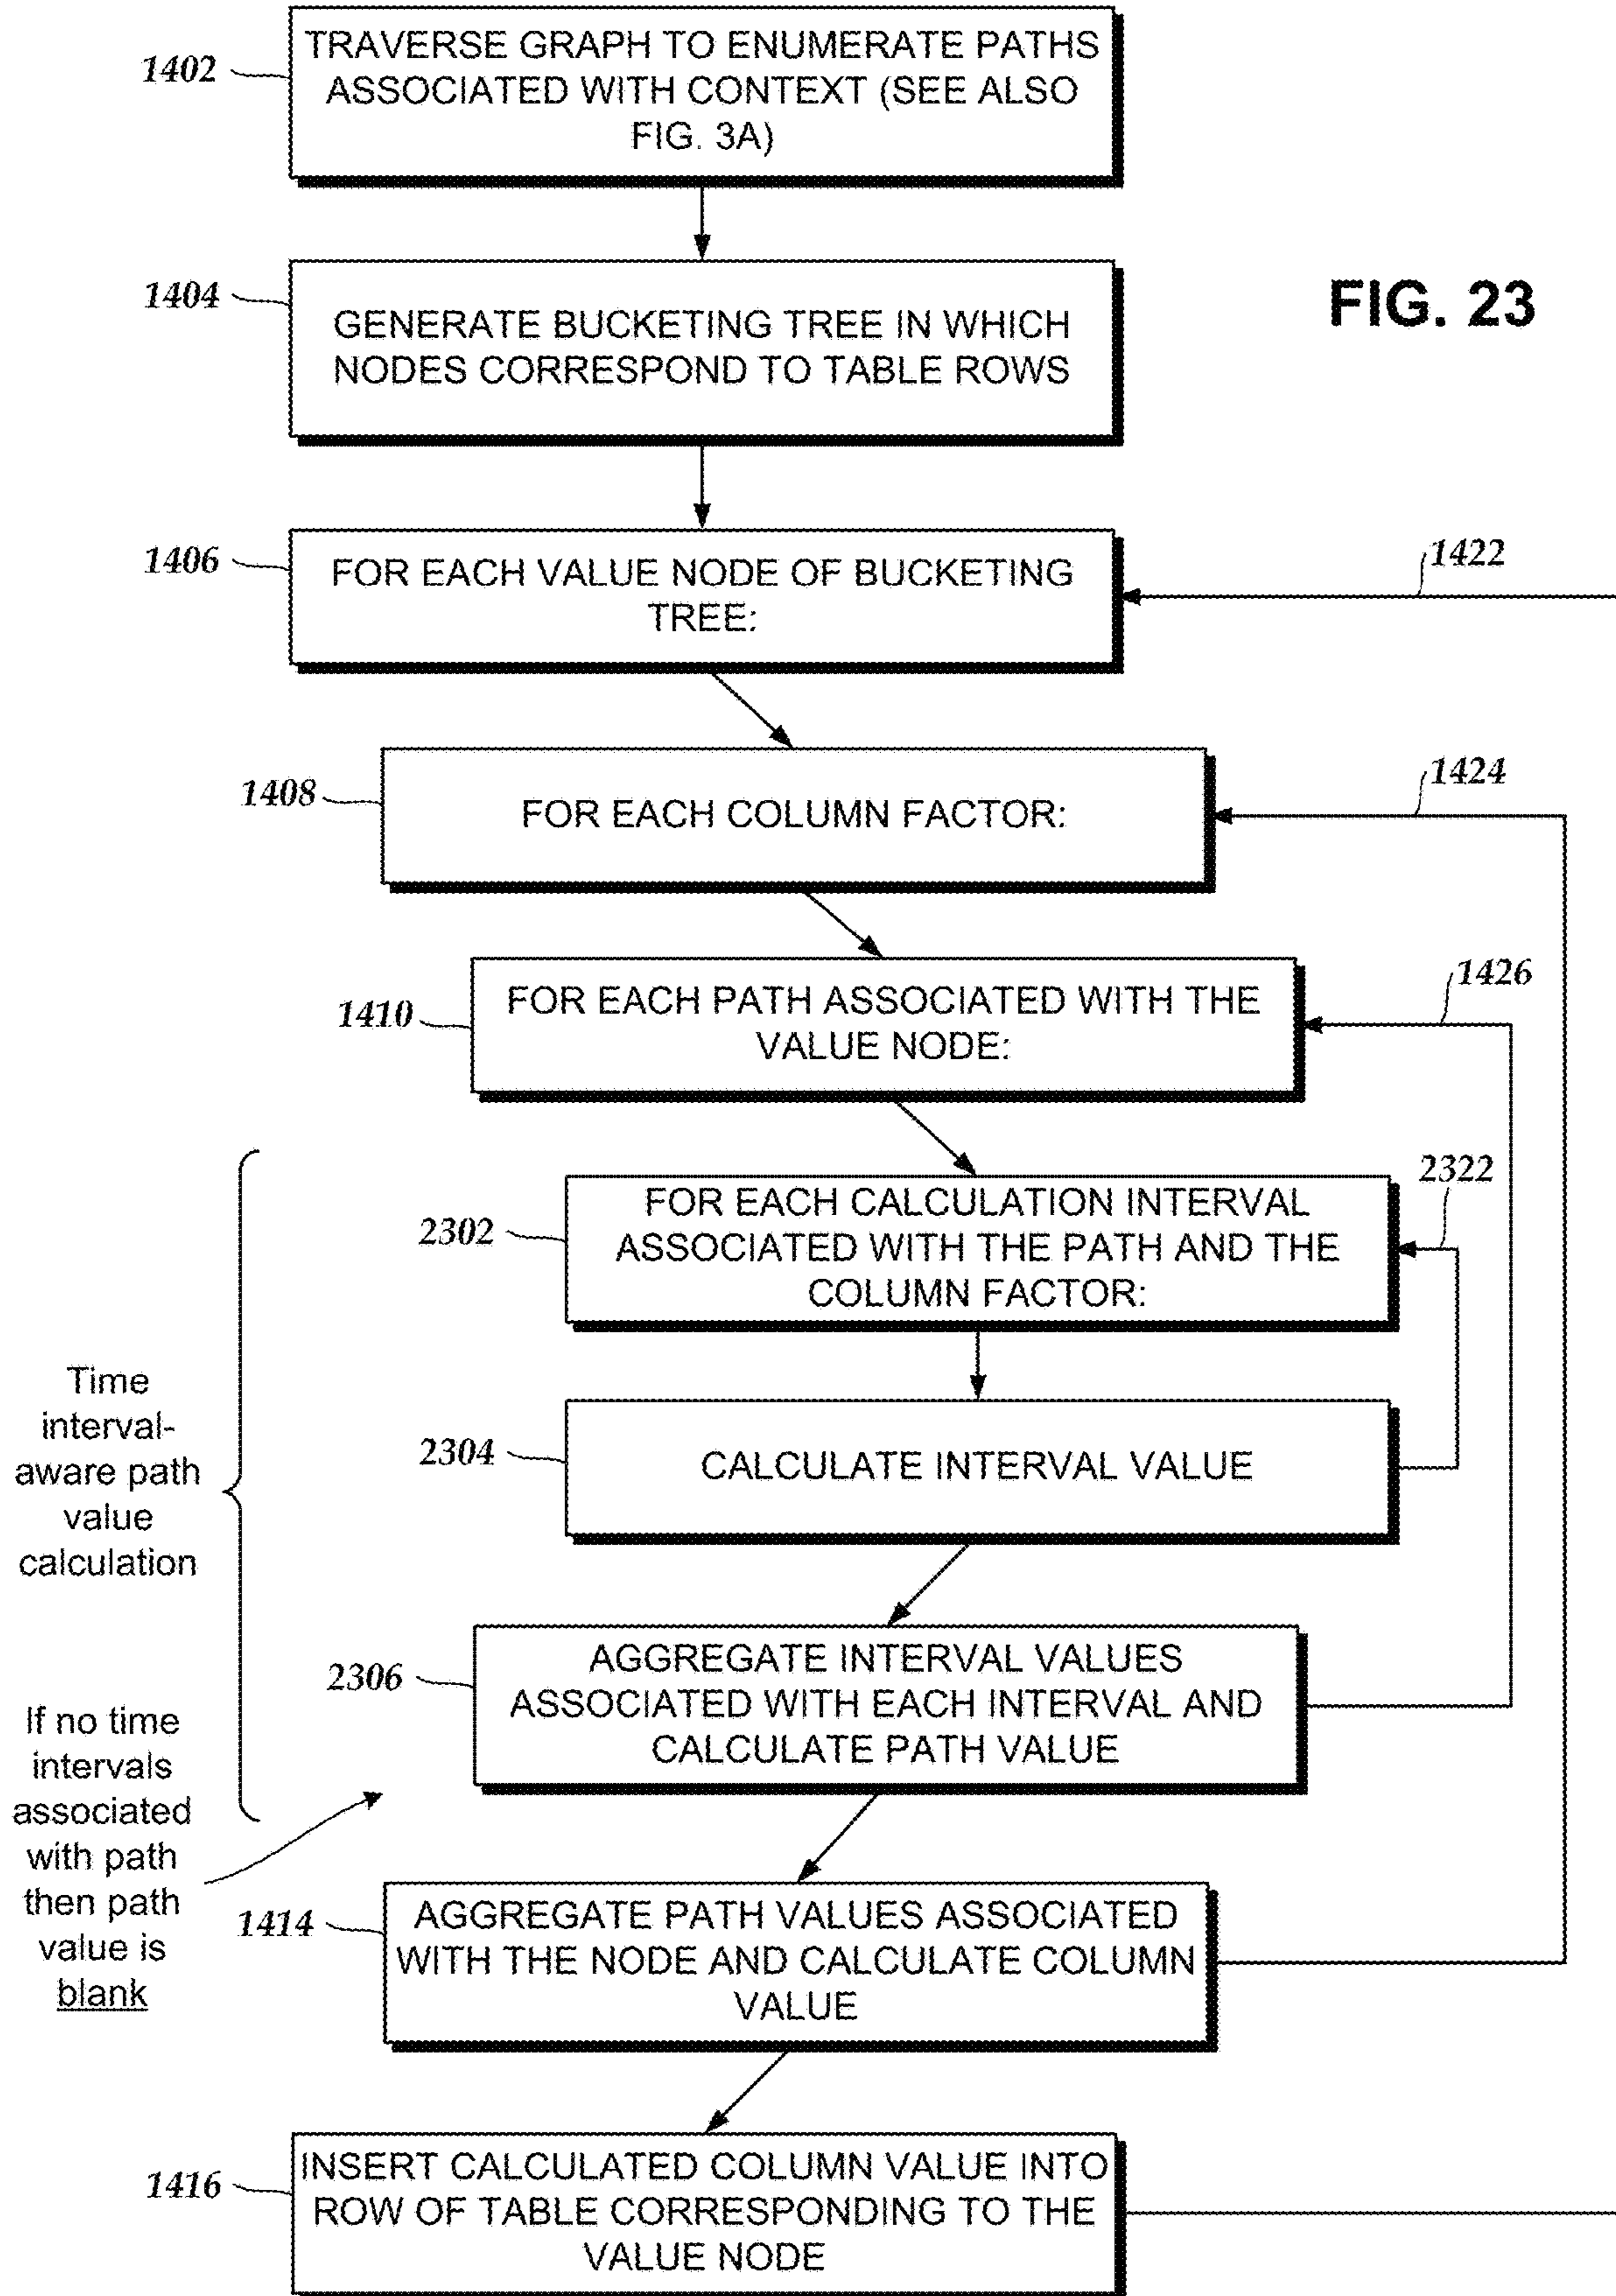 1402
TRAVERSE GRAPH TO ENUMERATE PATHS
ASSOCIATED WITH CONTEXT (SEE ALSO
FIG. 3A)
1404
GENERATE BUCKETING TREE IN WHICH
NODES CORRESPOND TO TABLE ROWS
FIG. 23
1406
FOR EACH VALUE NODE OF BUCKETING
TREE:
1422
1408
FOR EACH COLUMN FACTOR:
1424
1410
FOR EACH PATH ASSOCIATED WITH THE
VALUE NODE:
1426
2302
FOR EACH CALCULATION INTERVAL
ASSOCIATED WITH THE PATH AND THE
COLUMN FACTOR:
2322
2304
CALCULATE INTERVAL VALUE
Time
interval-
aware path
value
calculation
2306
AGGREGATE INTERVAL VALUES
ASSOCIATED WITH EACH INTERVAL AND
CALCULATE PATH VALUE
If no time
intervals
associated
with path
then path
value is
blank
1414
AGGREGATE PATH VALUES ASSOCIATED
WITH THE NODE AND CALCULATE COLUMN
VALUE
1416
INSERT CALCULATED COLUMN VALUE INTO
ROW OF TABLE CORRESPONDING TO THE
VALUE NODE